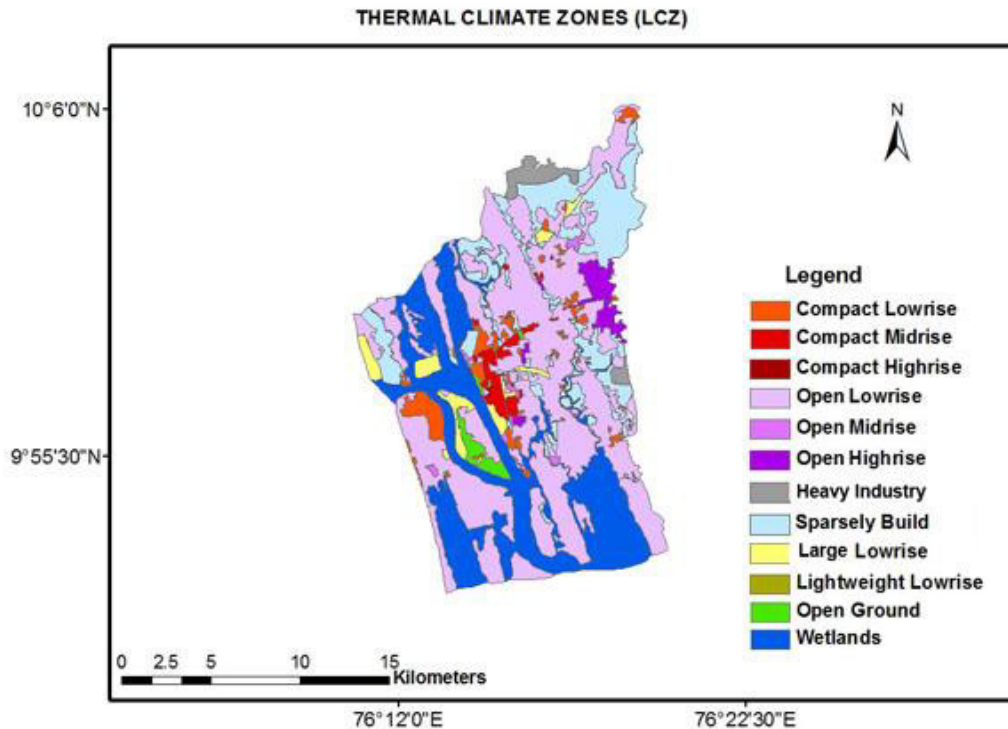 THERMAL CLIMATE ZONES (LCZ)
10°6'0"N
N
Legend
Compact Lowrise
Compact Midrise
Compact Highrise
Open Lowrise
Open Midrise
Open Highrise
Heavy Industry
Sparsely Build
Large Lowrise
Lightweight Lowrise
Open Ground
Wetlands
9°55'30"N
0 2.5 5 10 15
Kilometers
76°12'0"E 76°22'30"E